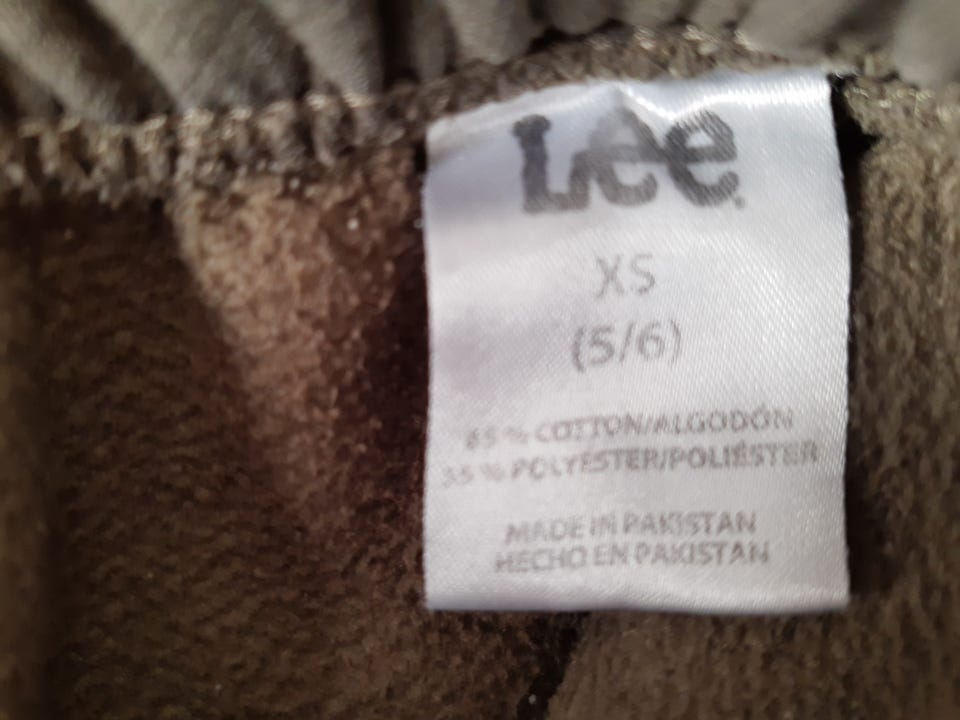 Lee
XS
(5/6)
65% COTTON/ALGODÓN
35% POLYESTER/POLIÉSTER
MADE IN PAKISTAN
HECHO EN PAKISTAN